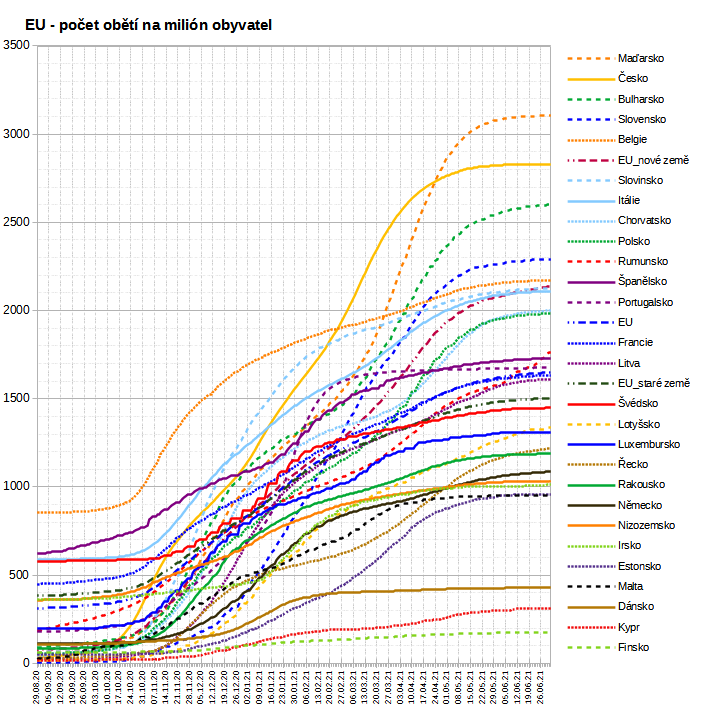 EU - počet obětí na milión obyvatel
3500
3000
2500
2000
1500
1000
500
0
Maďarsko
Česko
Bulharsko
Slovensko
Belgie
EU_nové země
Slovinsko
Itálie
Chorvatsko
Polsko
Rumunsko
Španělsko
Portugalsko
EU
Francie
Litva
EU_staré země
Švédsko
Lotyšsko
Luxembursko
Řecko
Rakousko
Německo
Nizozemsko
Irsko
Estonsko
Malta
Dánsko
Kypr
Finsko
29.08.20
05.09.20
12.09.20
19.09.20
26.09.20
03.10.20
10.10.20
17.10.20
24.10.20
31.10.20
07.11.20
14.11.20
21.11.20
28.11.20
05.12.20
12.12.20
19.12.20
26.12.20
02.01.21
09.01.21
16.01.21
23.01.21
30.01.21
06.02.21
13.02.21
20.02.21
27.02.21
06.03.21
13.03.21
20.03.21
27.03.21
03.04.21
10.04.21
17.04.21
24.04.21
01.05.21
08.05.21
15.05.21
22.05.21
29.05.21
05.06.21
12.06.21
19.06.21
26.06.21